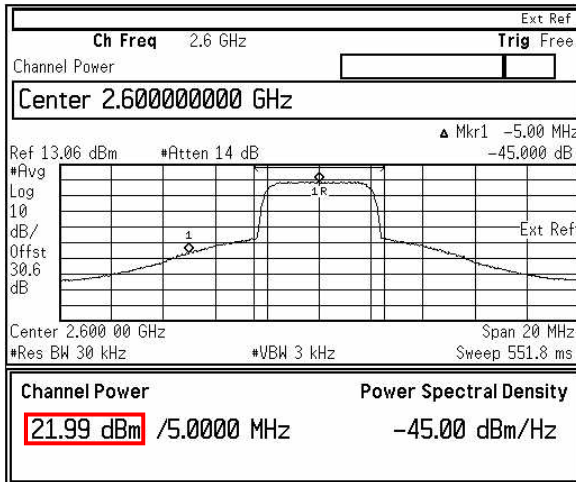 Ext Ref
Ch Freq 2.6 GHz Trig Free
Channel Power
Center 2.600000000 GHz
Δ Mkr1 -5.00 MHz
Ref 13.06 dBm #Atten 14 dB -45.000 dB
#Avg
Log
10
dB/
Offst
30.6
dB
1R
1
Ext Ref
Center 2.600 00 GHz Span 20 MHz
#Res BW 30 kHz #VBW 3 kHz Sweep 551.8 ms
Channel Power Power Spectral Density
21.99 dBm /5.0000 MHz -45.00 dBm/Hz